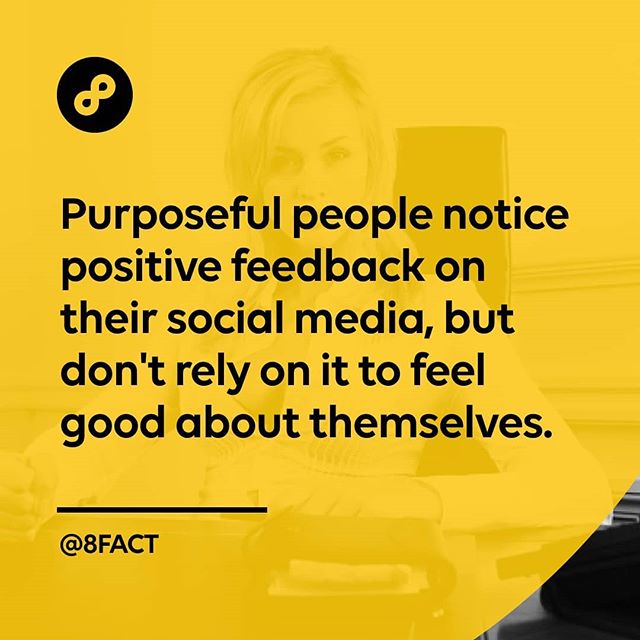 Purposeful people notice
positive feedback on
their social media, but
don't rely on it to feel
good about themselves.
@8FACT